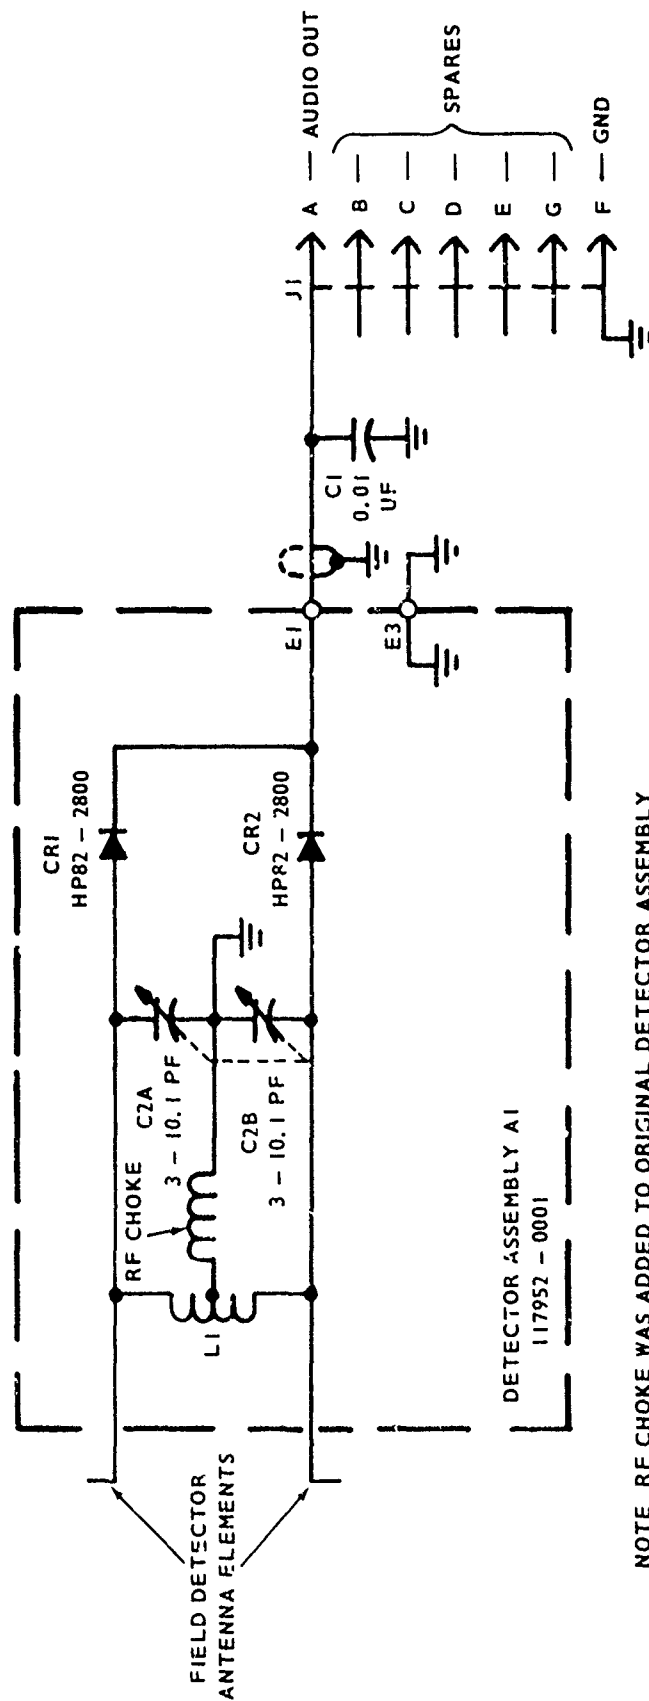 FIELD DETECTOR
ANTENNA ELEMENTS
L1
RF CHOKE
C2A
3 – 10.1 PF
C2B
3 – 10.1 PF
CR1
HP82 – 2800
CR2
HP82 – 2800
DETECTOR ASSEMBLY A1
117952 – 0001
E1
E3
C1
0.01
UF
J1
A — AUDIO OUT
B —
C —
D —
E —
G —
SPARES
F — GND
NOTE RF CHOKE WAS ADDED TO ORIGINAL DETECTOR ASSEMBLY